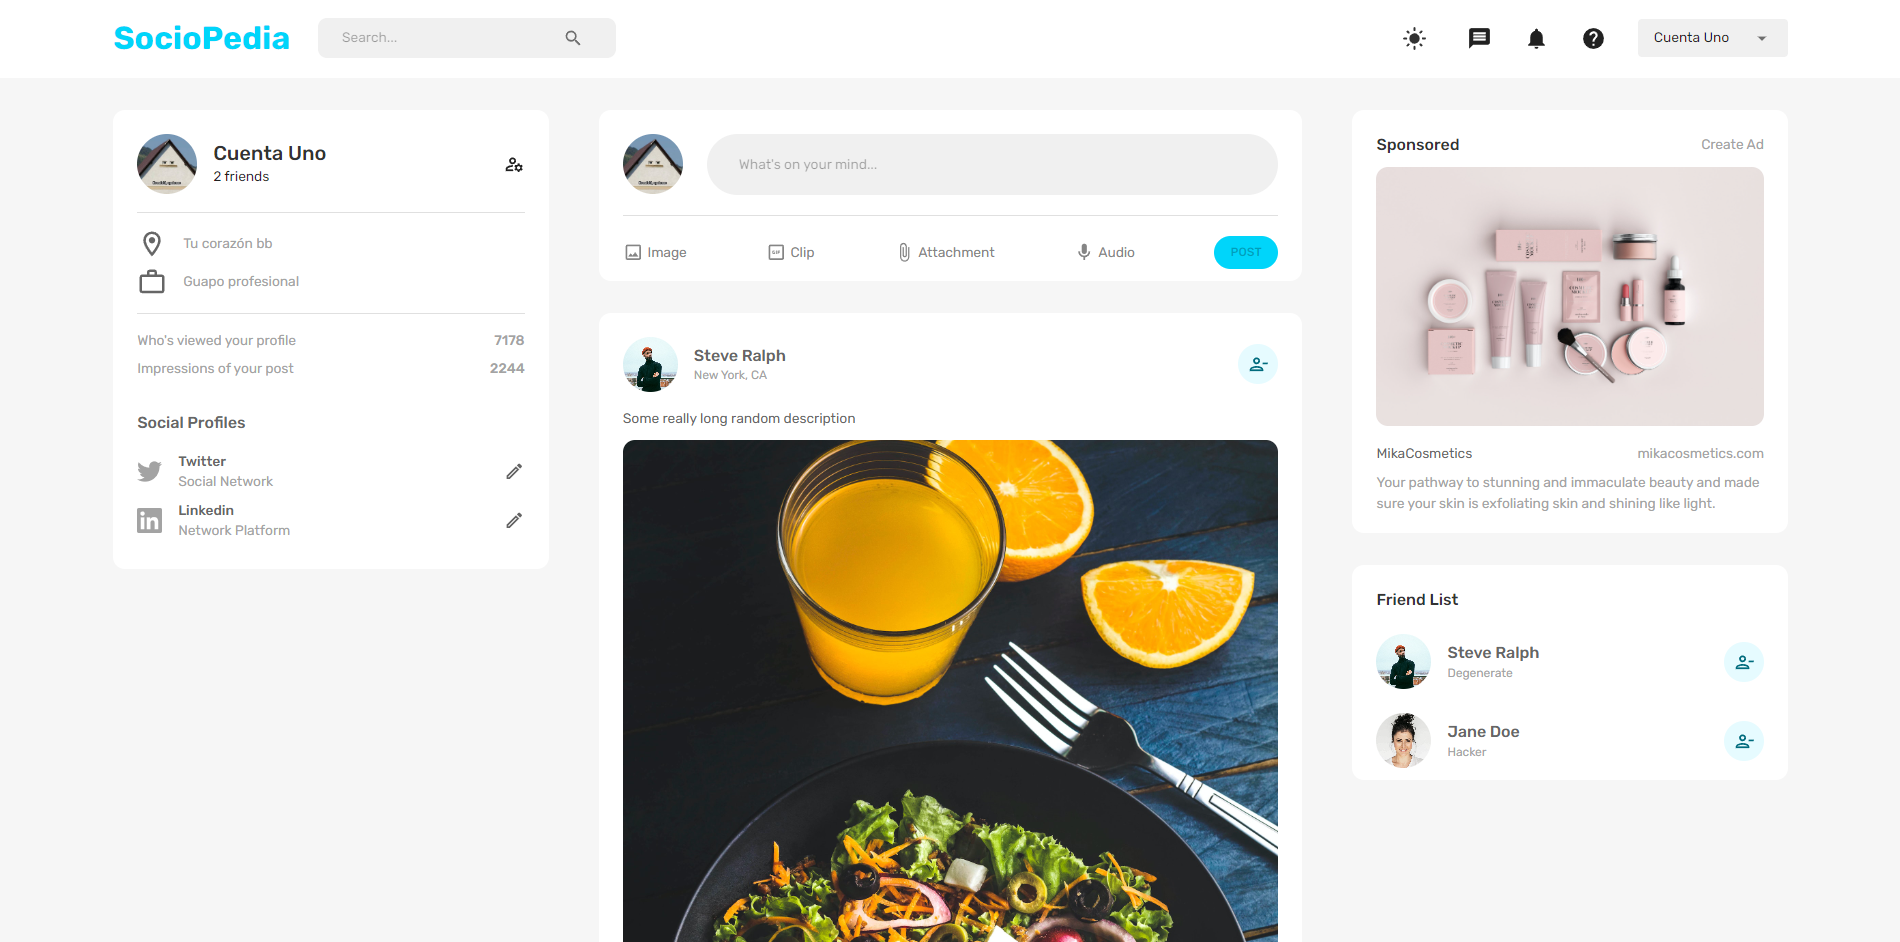 SocioPedia
Search...
Cuenta Uno
Cuenta Uno
2 friends
Tu corazón bb
Guapo profesional
Who's viewed your profile 7178
Impressions of your post 2244
Social Profiles
Twitter
Social Network
Linkedin
Network Platform
What's on your mind...
Image Clip Attachment Audio POST
Steve Ralph
New York, CA
Some really long random description
Sponsored Create Ad
MikaCosmetics mikacosmetics.com
Your pathway to stunning and immaculate beauty and made
sure your skin is exfoliating skin and shining like light.
Friend List
Steve Ralph
Degenerate
Jane Doe
Hacker